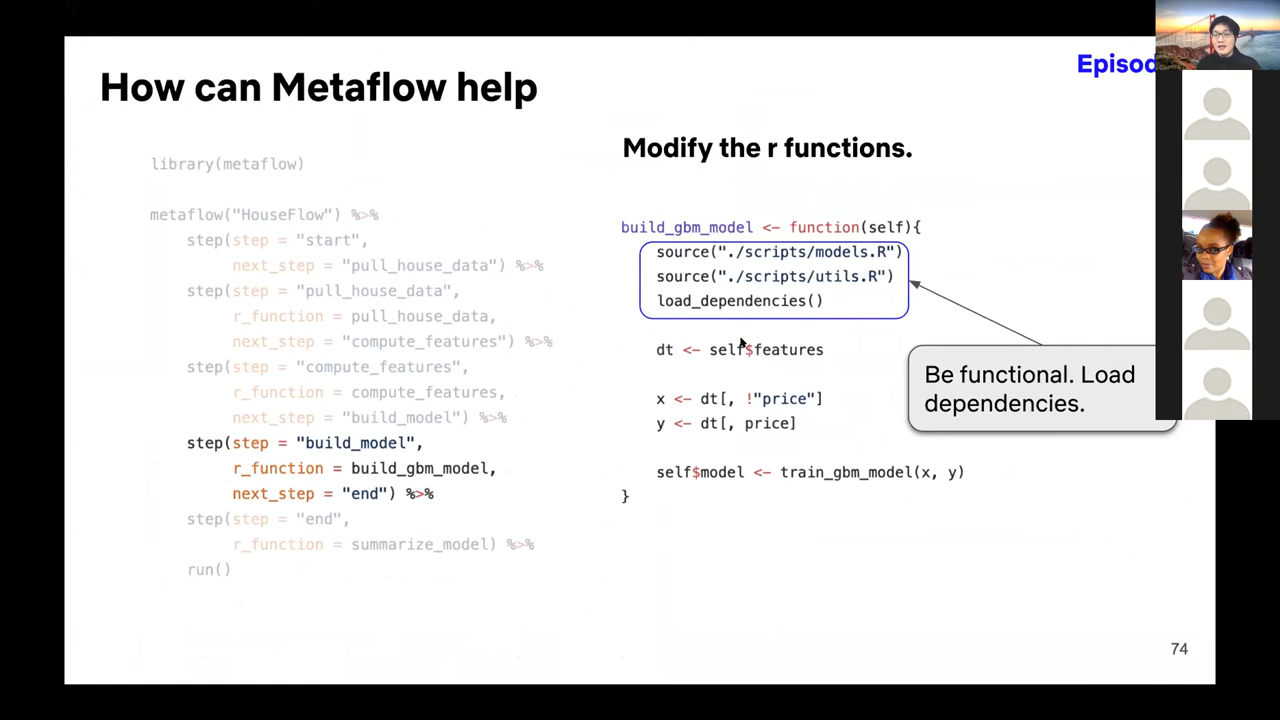 How can Metaflow help
Episod
library(metaflow)
metaflow("HouseFlow") %>%
step(step = "start",
next_step = "pull_house_data") %>%
step(step = "pull_house_data",
r_function = pull_house_data,
next_step = "compute_features") %>%
step(step = "compute_features",
r_function = compute_features,
next_step = "build_model") %>%
step(step = "build_model",
r_function = build_gbm_model,
next_step = "end") %>%
step(step = "end",
r_function = summarize_model) %>%
run()
Modify the r functions.
build_gbm_model <- function(self){
source("./scripts/models.R")
source("./scripts/utils.R")
load_dependencies()
dt <- self$features
x <- dt[, !"price"]
y <- dt[, price]
self$model <- train_gbm_model(x, y)
}
Be functional. Load
dependencies.
74